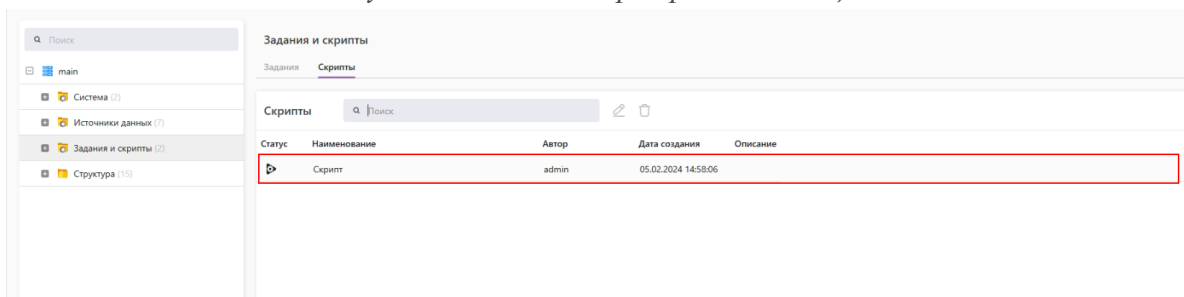 Поиск
main
Система (2)
Источники данных (7)
Задания и скрипты (2)
Структура (15)
Задания и скрипты
Задания Скрипты
Скрипты Поиск
Статус Наименование Автор Дата создания Описание
Скрипт admin 05.02.2024 14:58:06